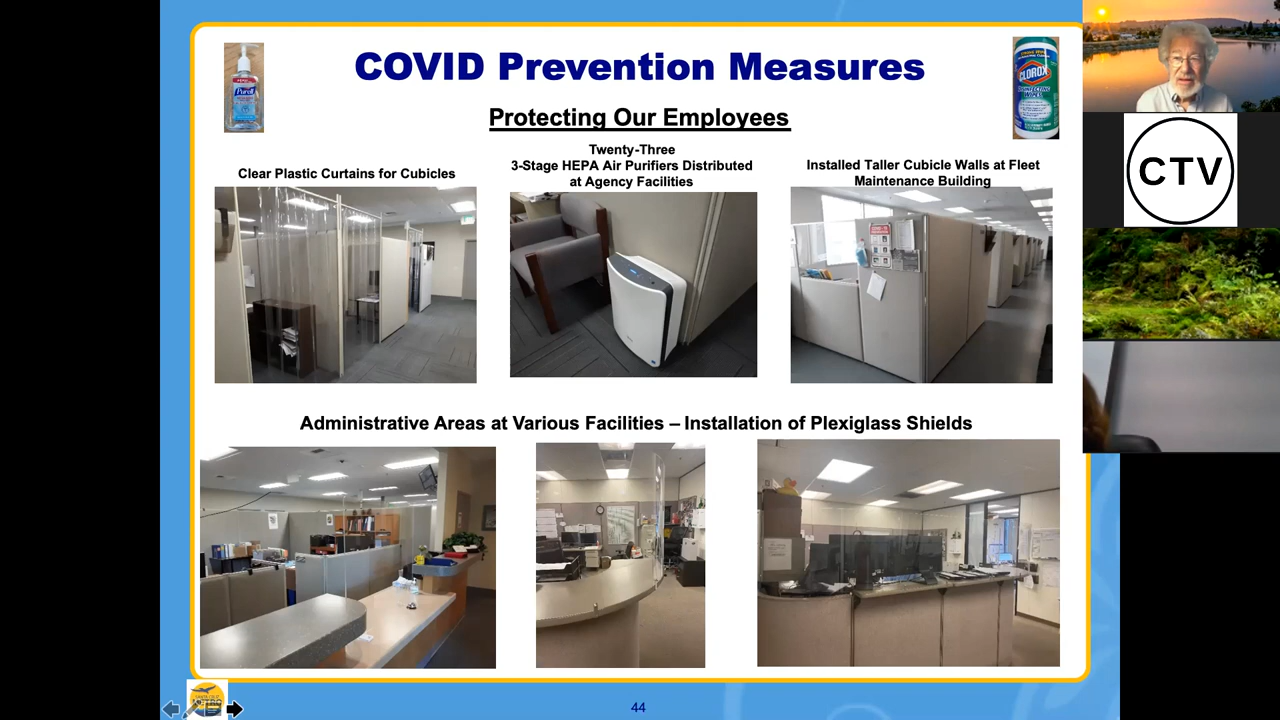 COVID Prevention Measures
Protecting Our Employees
Clear Plastic Curtains for Cubicles
Twenty-Three
3-Stage HEPA Air Purifiers Distributed
at Agency Facilities
Installed Taller Cubicle Walls at Fleet
Maintenance Building
Administrative Areas at Various Facilities – Installation of Plexiglass Shields
44
Purell
CLOROX
CTV